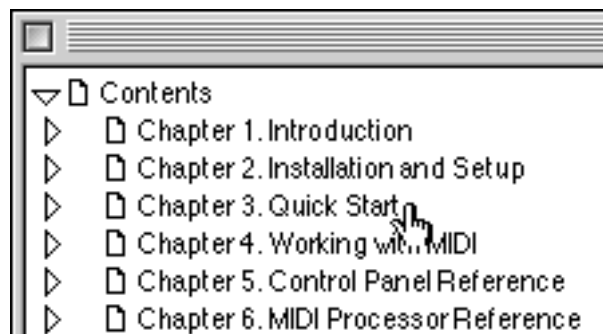 Contents
Chapter 1. Introduction
Chapter 2. Installation and Setup
Chapter 3. Quick Start
Chapter 4. Working with MIDI
Chapter 5. Control Panel Reference
Chapter 6. MIDI Processor Reference